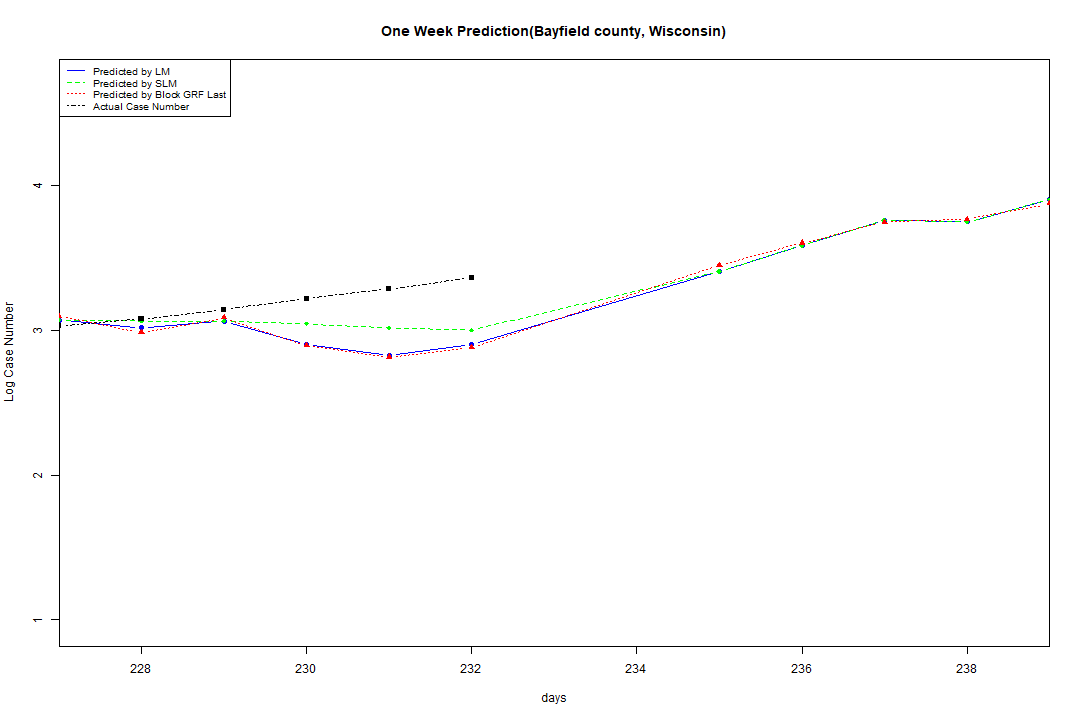 One Week Prediction(Bayfield county, Wisconsin)
Predicted by LM
Predicted by SLM
Predicted by Block GRF Last
Actual Case Number
4
3
2
1
Log Case Number
228 230 232 234 236 238
days